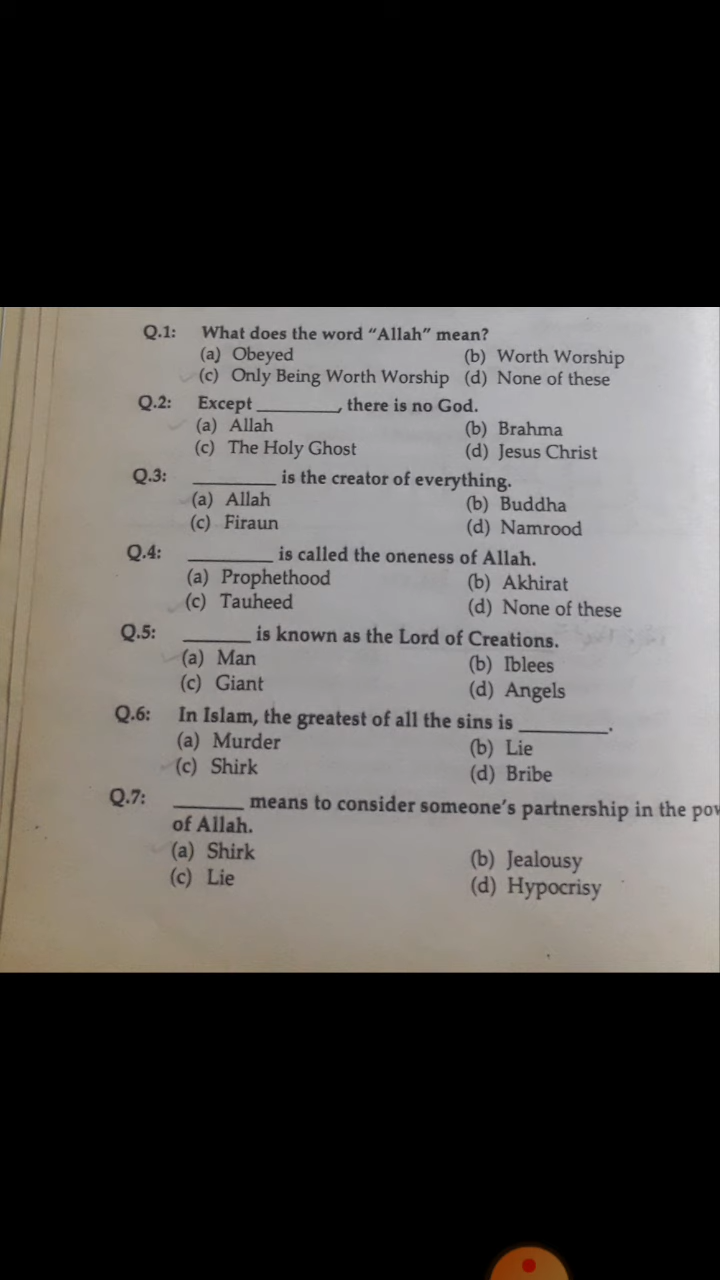 Q.1: What does the word “Allah” mean?
(a) Obeyed (b) Worth Worship
(c) Only Being Worth Worship (d) None of these
Q.2: Except ________, there is no God.
(a) Allah (b) Brahma
(c) The Holy Ghost (d) Jesus Christ
Q.3: ________ is the creator of everything.
(a) Allah (b) Buddha
(c) Firaun (d) Namrood
Q.4: ________ is called the oneness of Allah.
(a) Prophethood (b) Akhirat
(c) Tauheed (d) None of these
Q.5: ______ is known as the Lord of Creations.
(a) Man (b) Iblees
(c) Giant (d) Angels
Q.6: In Islam, the greatest of all the sins is ________.
(a) Murder (b) Lie
(c) Shirk (d) Bribe
Q.7: ______ means to consider someone’s partnership in the
of Allah.
(a) Shirk (b) Jealousy
(c) Lie (d) Hypocrisy